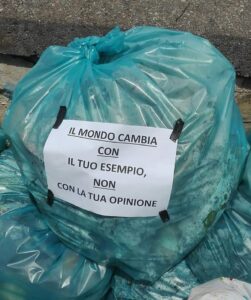 IL MONDO CAMBIA
CON
IL TUO ESEMPIO,
NON
CON LA TUA OPINIONE